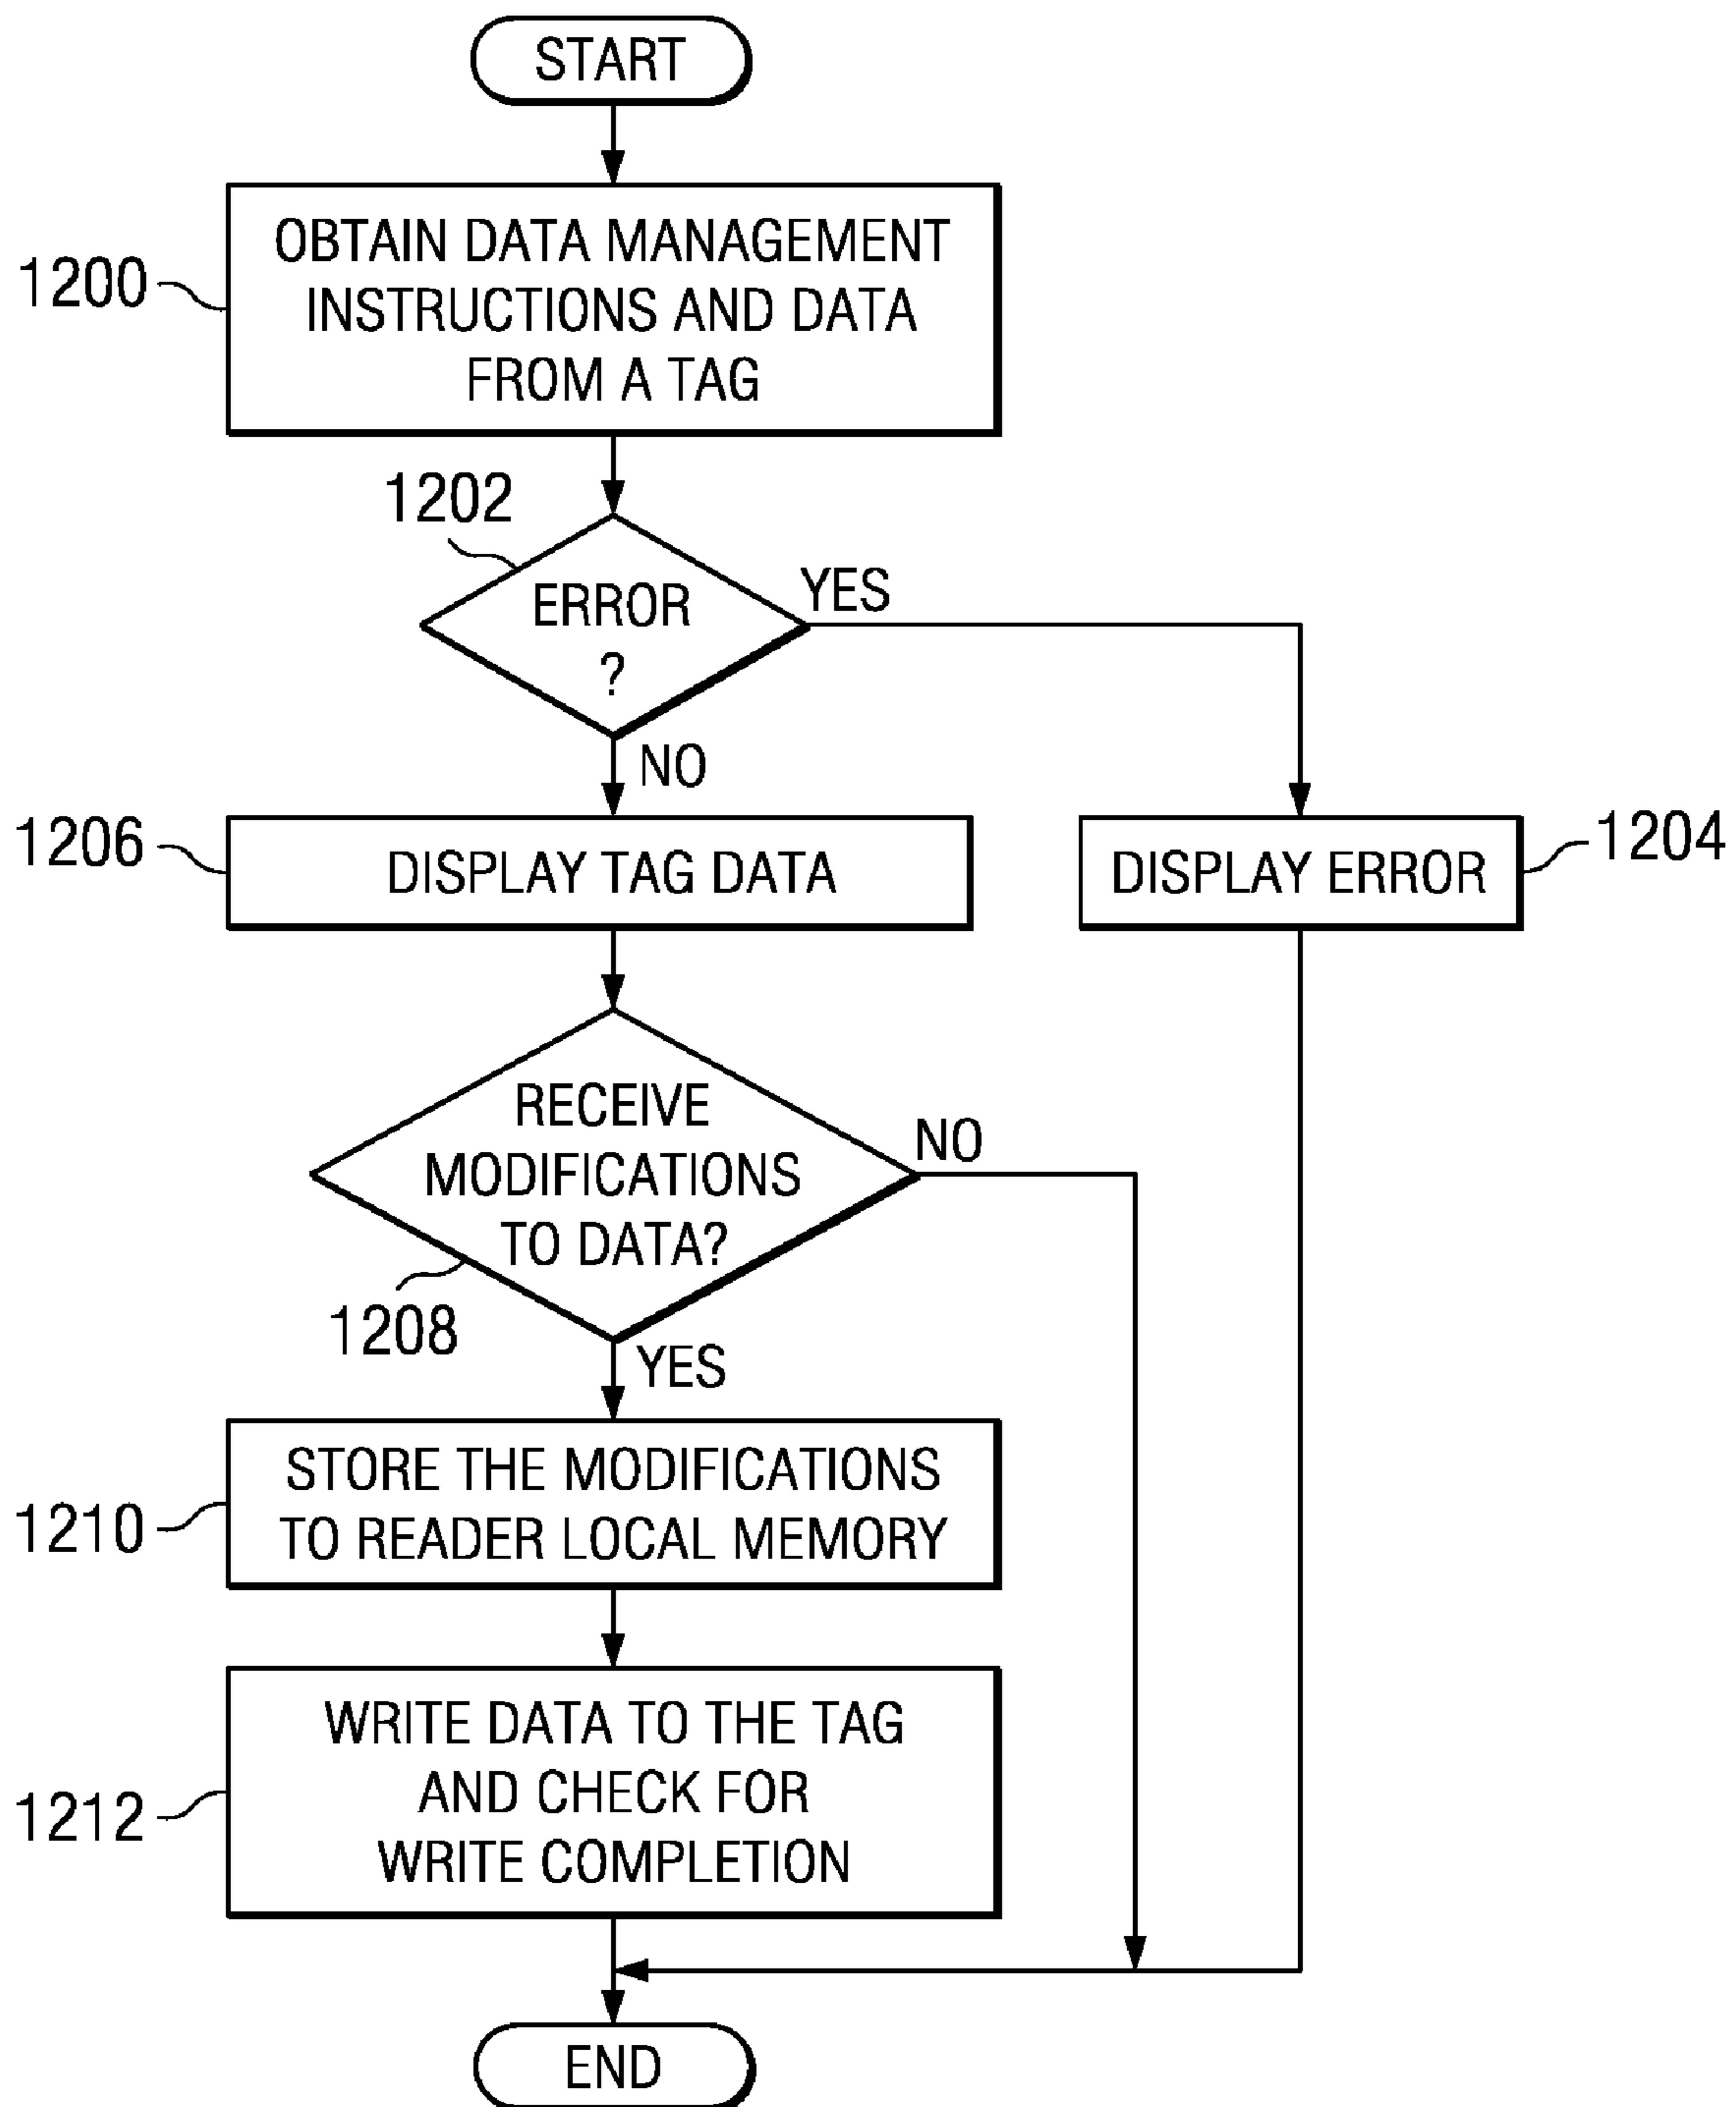 START
1200
OBTAIN DATA MANAGEMENT
INSTRUCTIONS AND DATA
FROM A TAG
1202
ERROR
?
YES
NO
1206
DISPLAY TAG DATA
DISPLAY ERROR
1204
RECEIVE
MODIFICATIONS
TO DATA?
NO
1208
YES
1210
STORE THE MODIFICATIONS
TO READER LOCAL MEMORY
1212
WRITE DATA TO THE TAG
AND CHECK FOR
WRITE COMPLETION
END